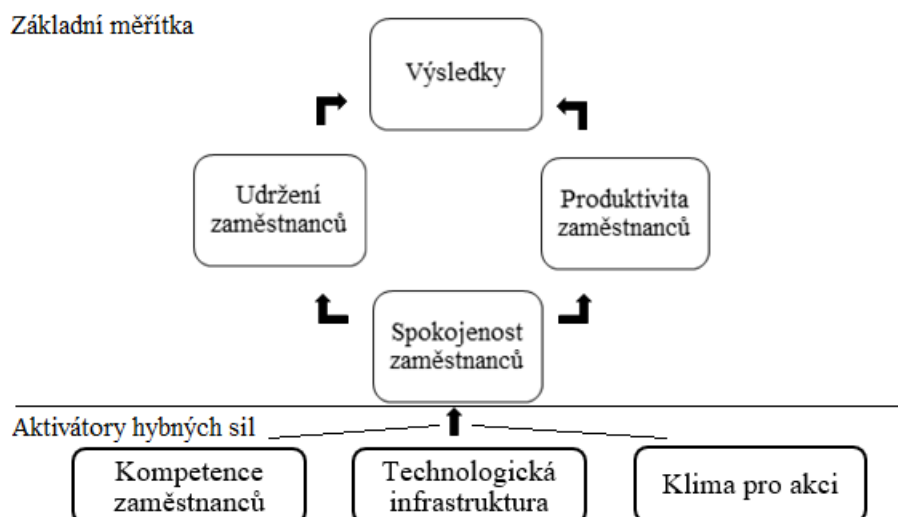 Základní měřítka
Výsledky
Udržení
zaměstnanců
Produktivita
zaměstnanců
Spokojenost
zaměstnanců
Aktivátory hybných sil
Kompetence
zaměstnanců
Technologická
infrastruktura
Klima pro akci